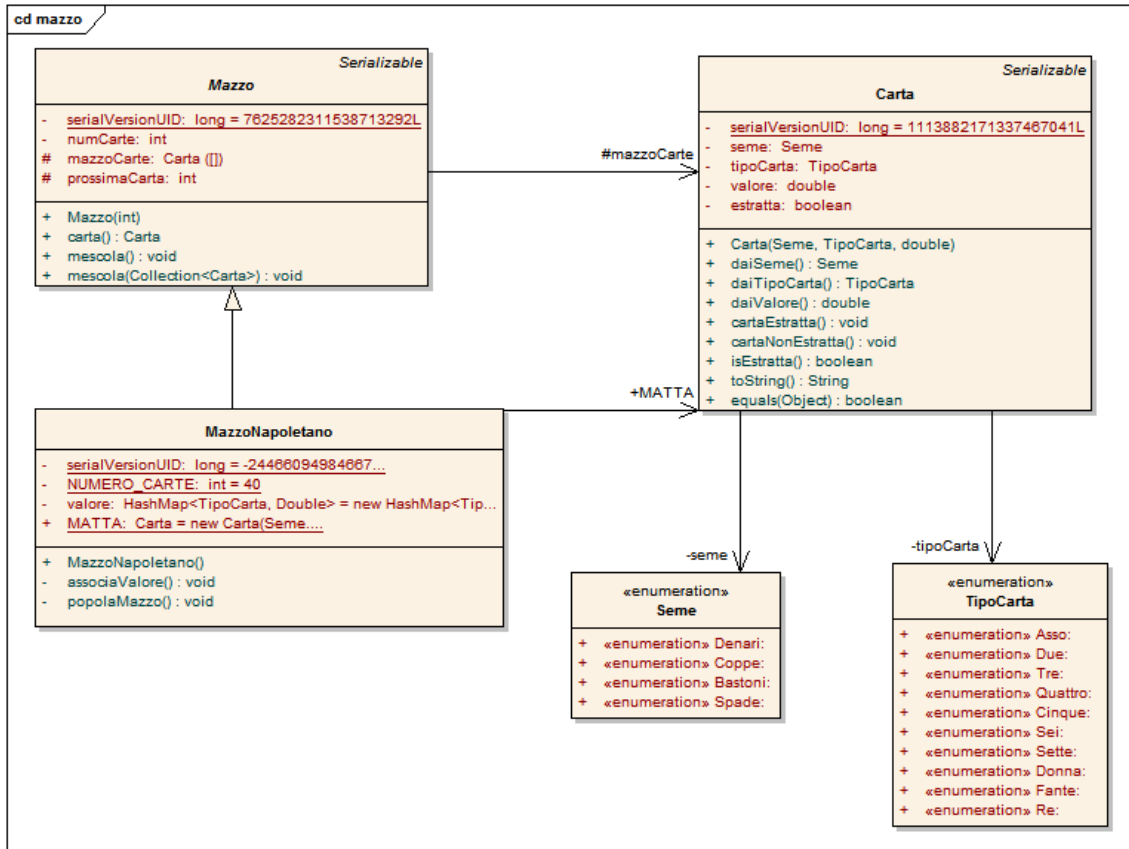 cd mazzo
Serializable
Mazzo
- serialVersionUID: long = 7625282311538713292L
- numCarte: int
# mazzoCarte: Carta ([])
# prossimaCarta: int
+ Mazzo(int)
+ carta() : Carta
+ mescola() : void
+ mescola(Collection<Carta>) : void
#mazzoCarte
Serializable
Carta
- serialVersionUID: long = 1113882171337467041L
- seme: Seme
- tipoCarta: TipoCarta
- valore: double
- estratta: boolean
+ Carta(Seme, TipoCarta, double)
+ daiSeme() : Seme
+ daiTipoCarta() : TipoCarta
+ daiValore() : double
+ cartaEstratta() : void
+ cartaNonEstratta() : void
+ isEstratta() : boolean
+ toString() : String
+ equals(Object) : boolean
+MATTA
MazzoNapoletano
- serialVersionUID: long = -24466094984667...
- NUMERO_CARTE: int = 40
- valore: HashMap<TipoCarta, Double> = new HashMap<Tip...
+ MATTA: Carta = new Carta(Seme....
+ MazzoNapoletano()
- associaValore() : void
- popolaMazzo() : void
-seme
-tipoCarta
«enumeration»
Seme
+ «enumeration» Denari:
+ «enumeration» Coppe:
+ «enumeration» Bastoni:
+ «enumeration» Spade:
«enumeration»
TipoCarta
+ «enumeration» Asso:
+ «enumeration» Due:
+ «enumeration» Tre:
+ «enumeration» Quattro:
+ «enumeration» Cinque:
+ «enumeration» Sei:
+ «enumeration» Sette:
+ «enumeration» Donna:
+ «enumeration» Fante:
+ «enumeration» Re: